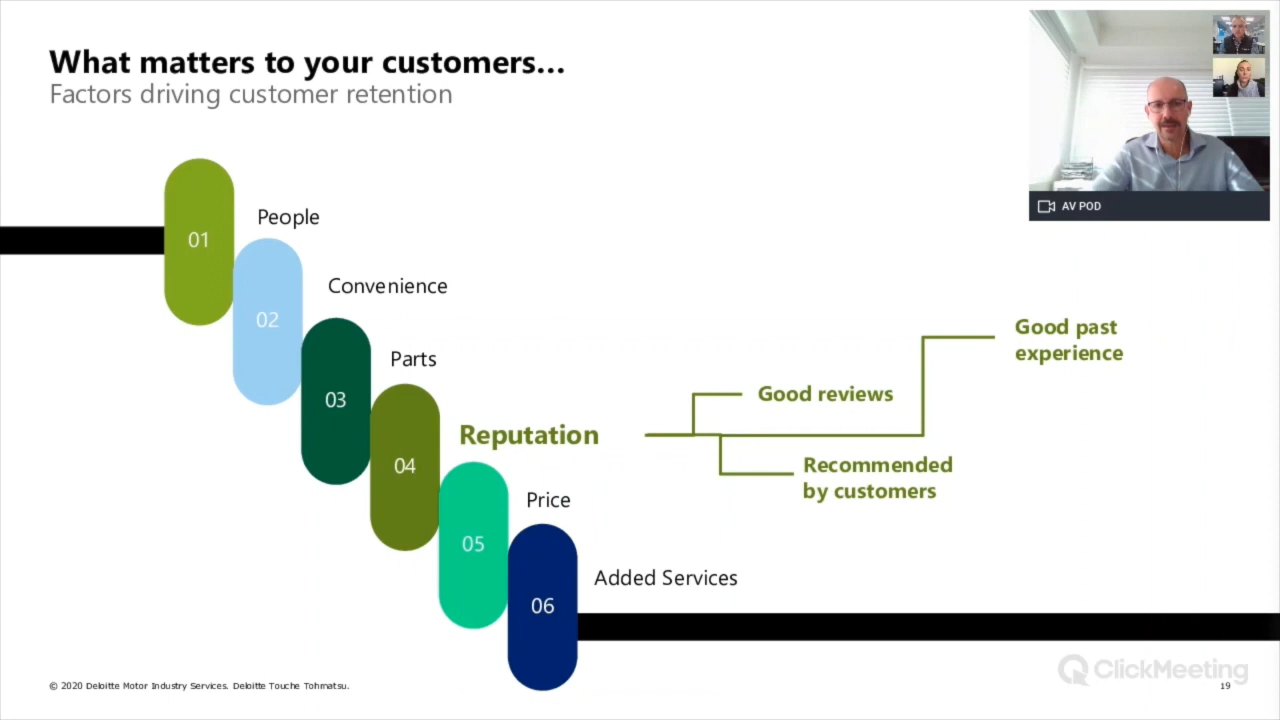 What matters to your customers...
Factors driving customer retention
AV POD
01
People
02
Convenience
03
Parts
04
Reputation
Good reviews
Good past
experience
Recommended
by customers
05
Price
06
Added Services
ClickMeeting
© 2020 Deloitte Motor Industry Services. Deloitte Touche Tohmatsu.
19